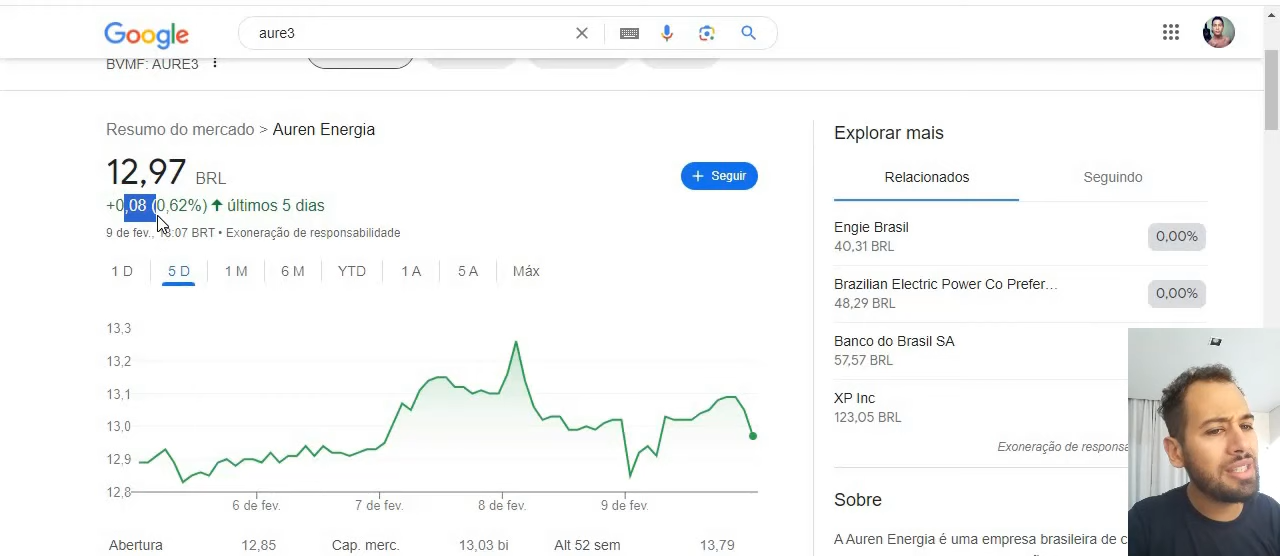 Google
aure3
BVMF: AURE3
Resumo do mercado > Auren Energia
12,97 BRL
+0,08 (0,62%) ↑ últimos 5 dias
9 de fev., 18:07 BRT • Exoneração de responsabilidade
+ Seguir
1 D 5 D 1 M 6 M YTD 1 A 5 A Máx
13,3
13,2
13,1
13,0
12,9
12,8
6 de fev. 7 de fev. 8 de fev. 9 de fev.
Abertura 12,85 Cap. merc. 13,03 bi Alt 52 sem 13,79
Explorar mais
Relacionados Seguindo
Engie Brasil
40,31 BRL
0,00%
Brazilian Electric Power Co Prefer...
48,29 BRL
0,00%
Banco do Brasil SA
57,57 BRL
XP Inc
123,05 BRL
Exoneração de responsa
Sobre
A Auren Energia é uma empresa brasileira de c